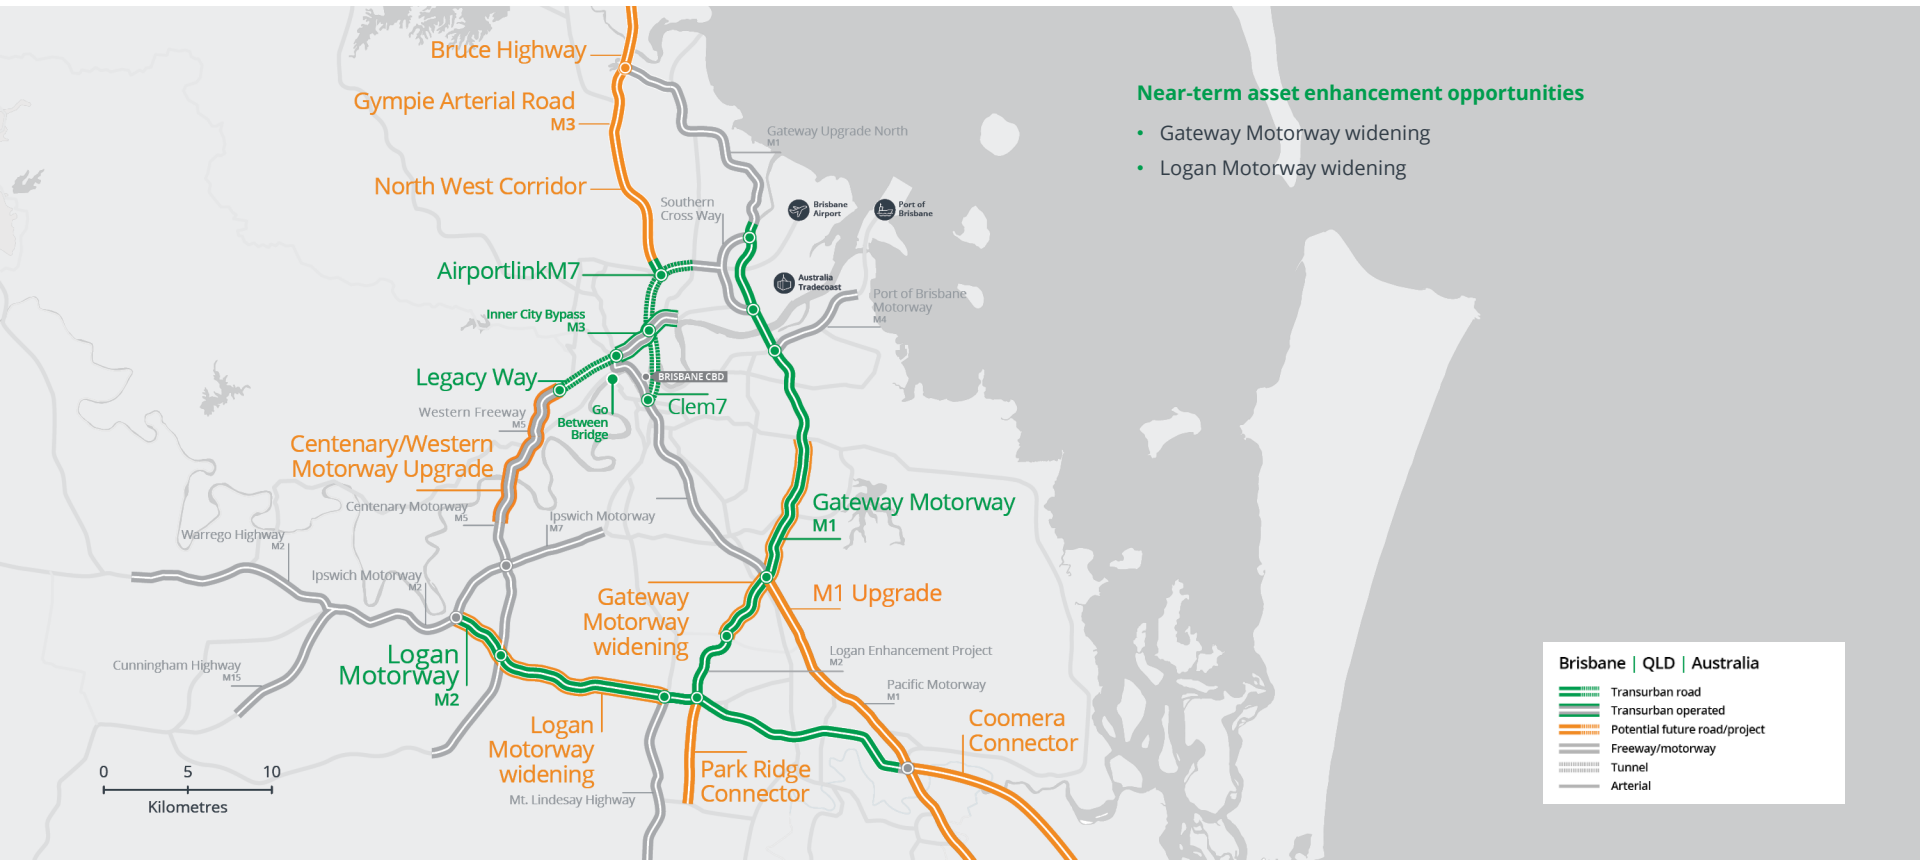 Bruce Highway
Gympie Arterial Road
M3
North West Corridor
Gateway Upgrade North
M1
Southern
Cross Way
Brisbane
Airport
Port of
Brisbane
AirportlinkM7
Australia
Tradecoast
Port of Brisbane
Motorway
M4
Inner City Bypass
M3
Legacy Way
BRISBANE CBD
Clem7
Go
Between
Bridge
Western Freeway
M5
Centenary/Western
Motorway Upgrade
Centenary Motorway
M5
Ipswich Motorway
M7
Gateway Motorway
M1
Warrego Highway
M2
Ipswich Motorway
M2
Gateway
Motorway
widening
M1 Upgrade
Logan Enhancement Project
M2
Cunningham Highway
M15
Logan
Motorway
M2
Pacific Motorway
M1
Logan
Motorway
widening
Coomera
Connector
Park Ridge
Connector
Mt. Lindesay Highway
0 5 10
Kilometres
Near-term asset enhancement opportunities
• Gateway Motorway widening
• Logan Motorway widening
Brisbane | QLD | Australia
Transurban road
Transurban operated
Potential future road/project
Freeway/motorway
Tunnel
Arterial